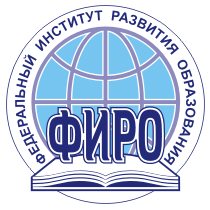 ФЕДЕРАЛЬНЫЙ ИНСТИТУТ РАЗВИТИЯ ОБРАЗОВАНИЯ
ФИРО